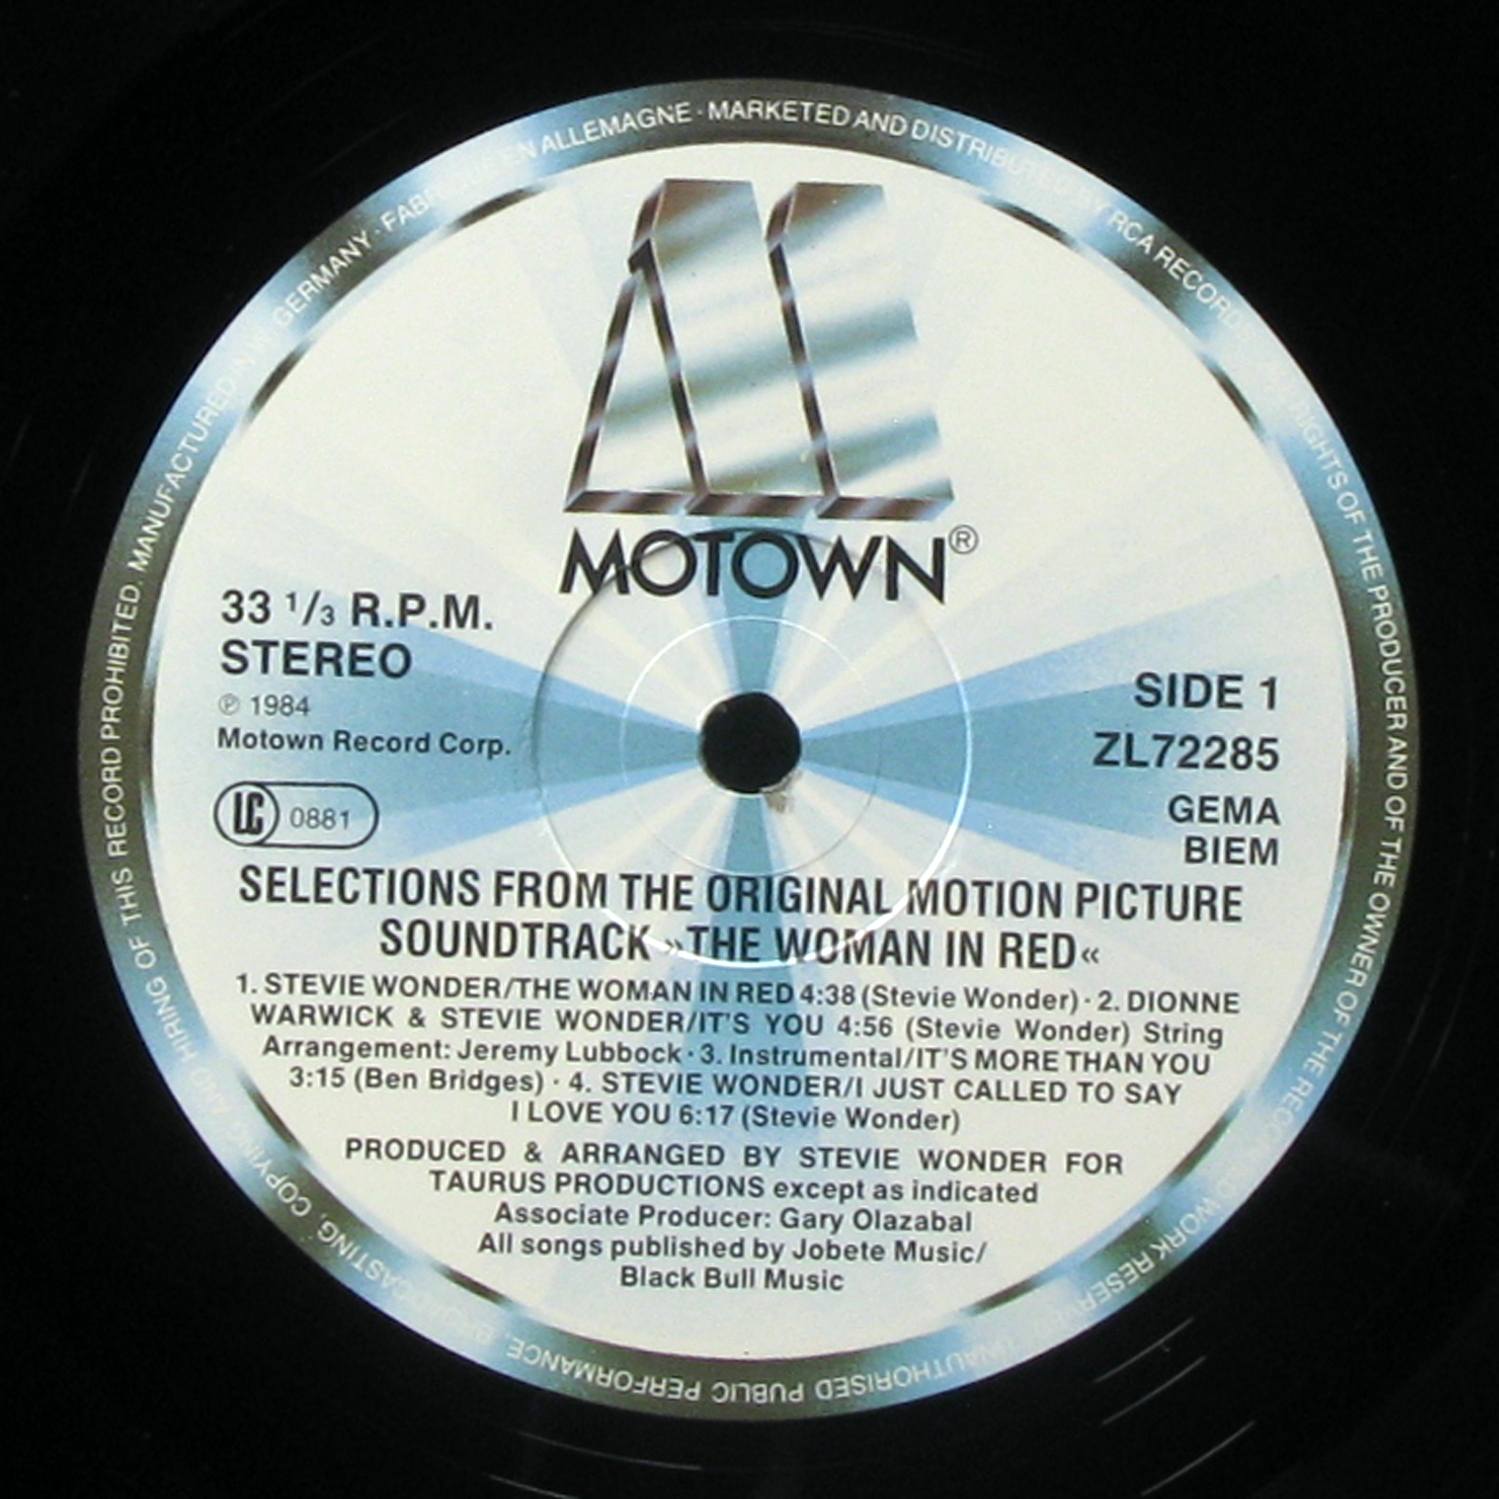 MANUFACTURED IN W. GERMANY · FABRIQUÉ EN ALLEMAGNE · MARKETED AND DISTRIBUTED BY RCA RECORDS. RIGHTS OF THE PRODUCER AND OF THE OWNER OF THE RECORDED WORK RESERVED. UNAUTHORISED PUBLIC PERFORMANCE, BROADCASTING, COPYING AND HIRING OF THIS RECORD PROHIBITED.
MOTOWN®
33 1/3 R.P.M.
STEREO
℗ 1984
Motown Record Corp.
LC 0881
SIDE 1
ZL72285
GEMA
BIEM
SELECTIONS FROM THE ORIGINAL MOTION PICTURE
SOUNDTRACK »THE WOMAN IN RED«
1. STEVIE WONDER/THE WOMAN IN RED 4:38 (Stevie Wonder) · 2. DIONNE
WARWICK & STEVIE WONDER/IT'S YOU 4:56 (Stevie Wonder) String
Arrangement: Jeremy Lubbock · 3. Instrumental/IT'S MORE THAN YOU
3:15 (Ben Bridges) · 4. STEVIE WONDER/I JUST CALLED TO SAY
I LOVE YOU 6:17 (Stevie Wonder)
PRODUCED & ARRANGED BY STEVIE WONDER FOR
TAURUS PRODUCTIONS except as indicated
Associate Producer: Gary Olazabal
All songs published by Jobete Music/
Black Bull Music